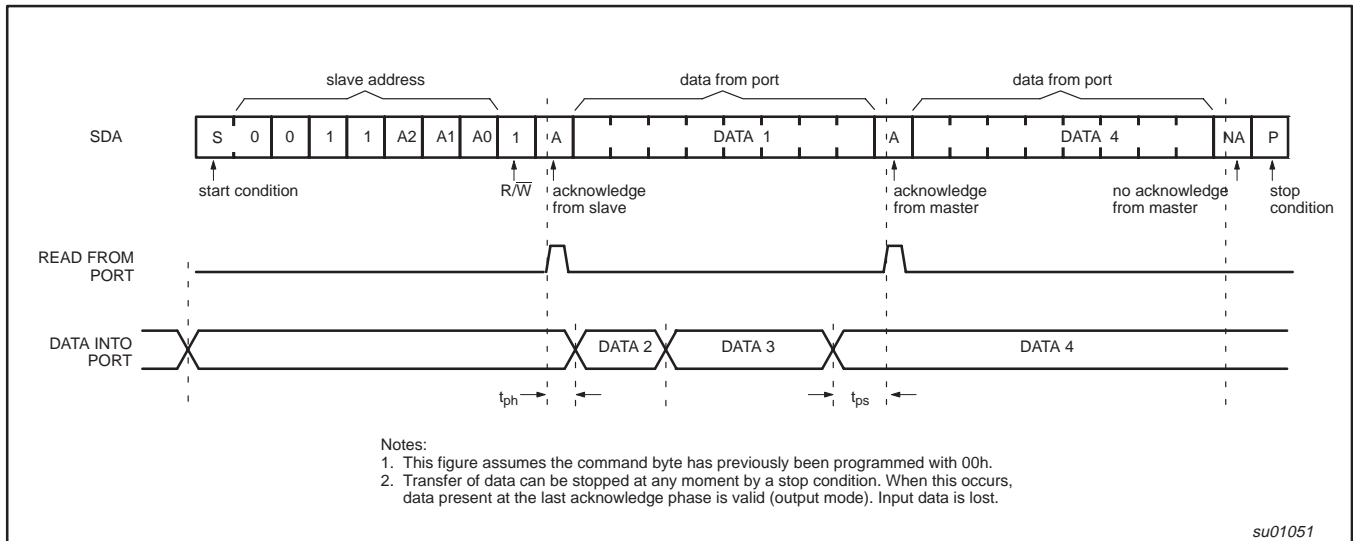 slave address data from port data from port
SDA S 0 0 1 1 A2 A1 A0 1 A DATA 1 A DATA 4 NA P
start condition R/W̅ acknowledge from slave acknowledge from master no acknowledge from master stop condition
READ FROM PORT
DATA INTO PORT DATA 2 DATA 3 DATA 4
tph tps
Notes:
1. This figure assumes the command byte has previously been programmed with 00h.
2. Transfer of data can be stopped at any moment by a stop condition. When this occurs,
data present at the last acknowledge phase is valid (output mode). Input data is lost.
su01051